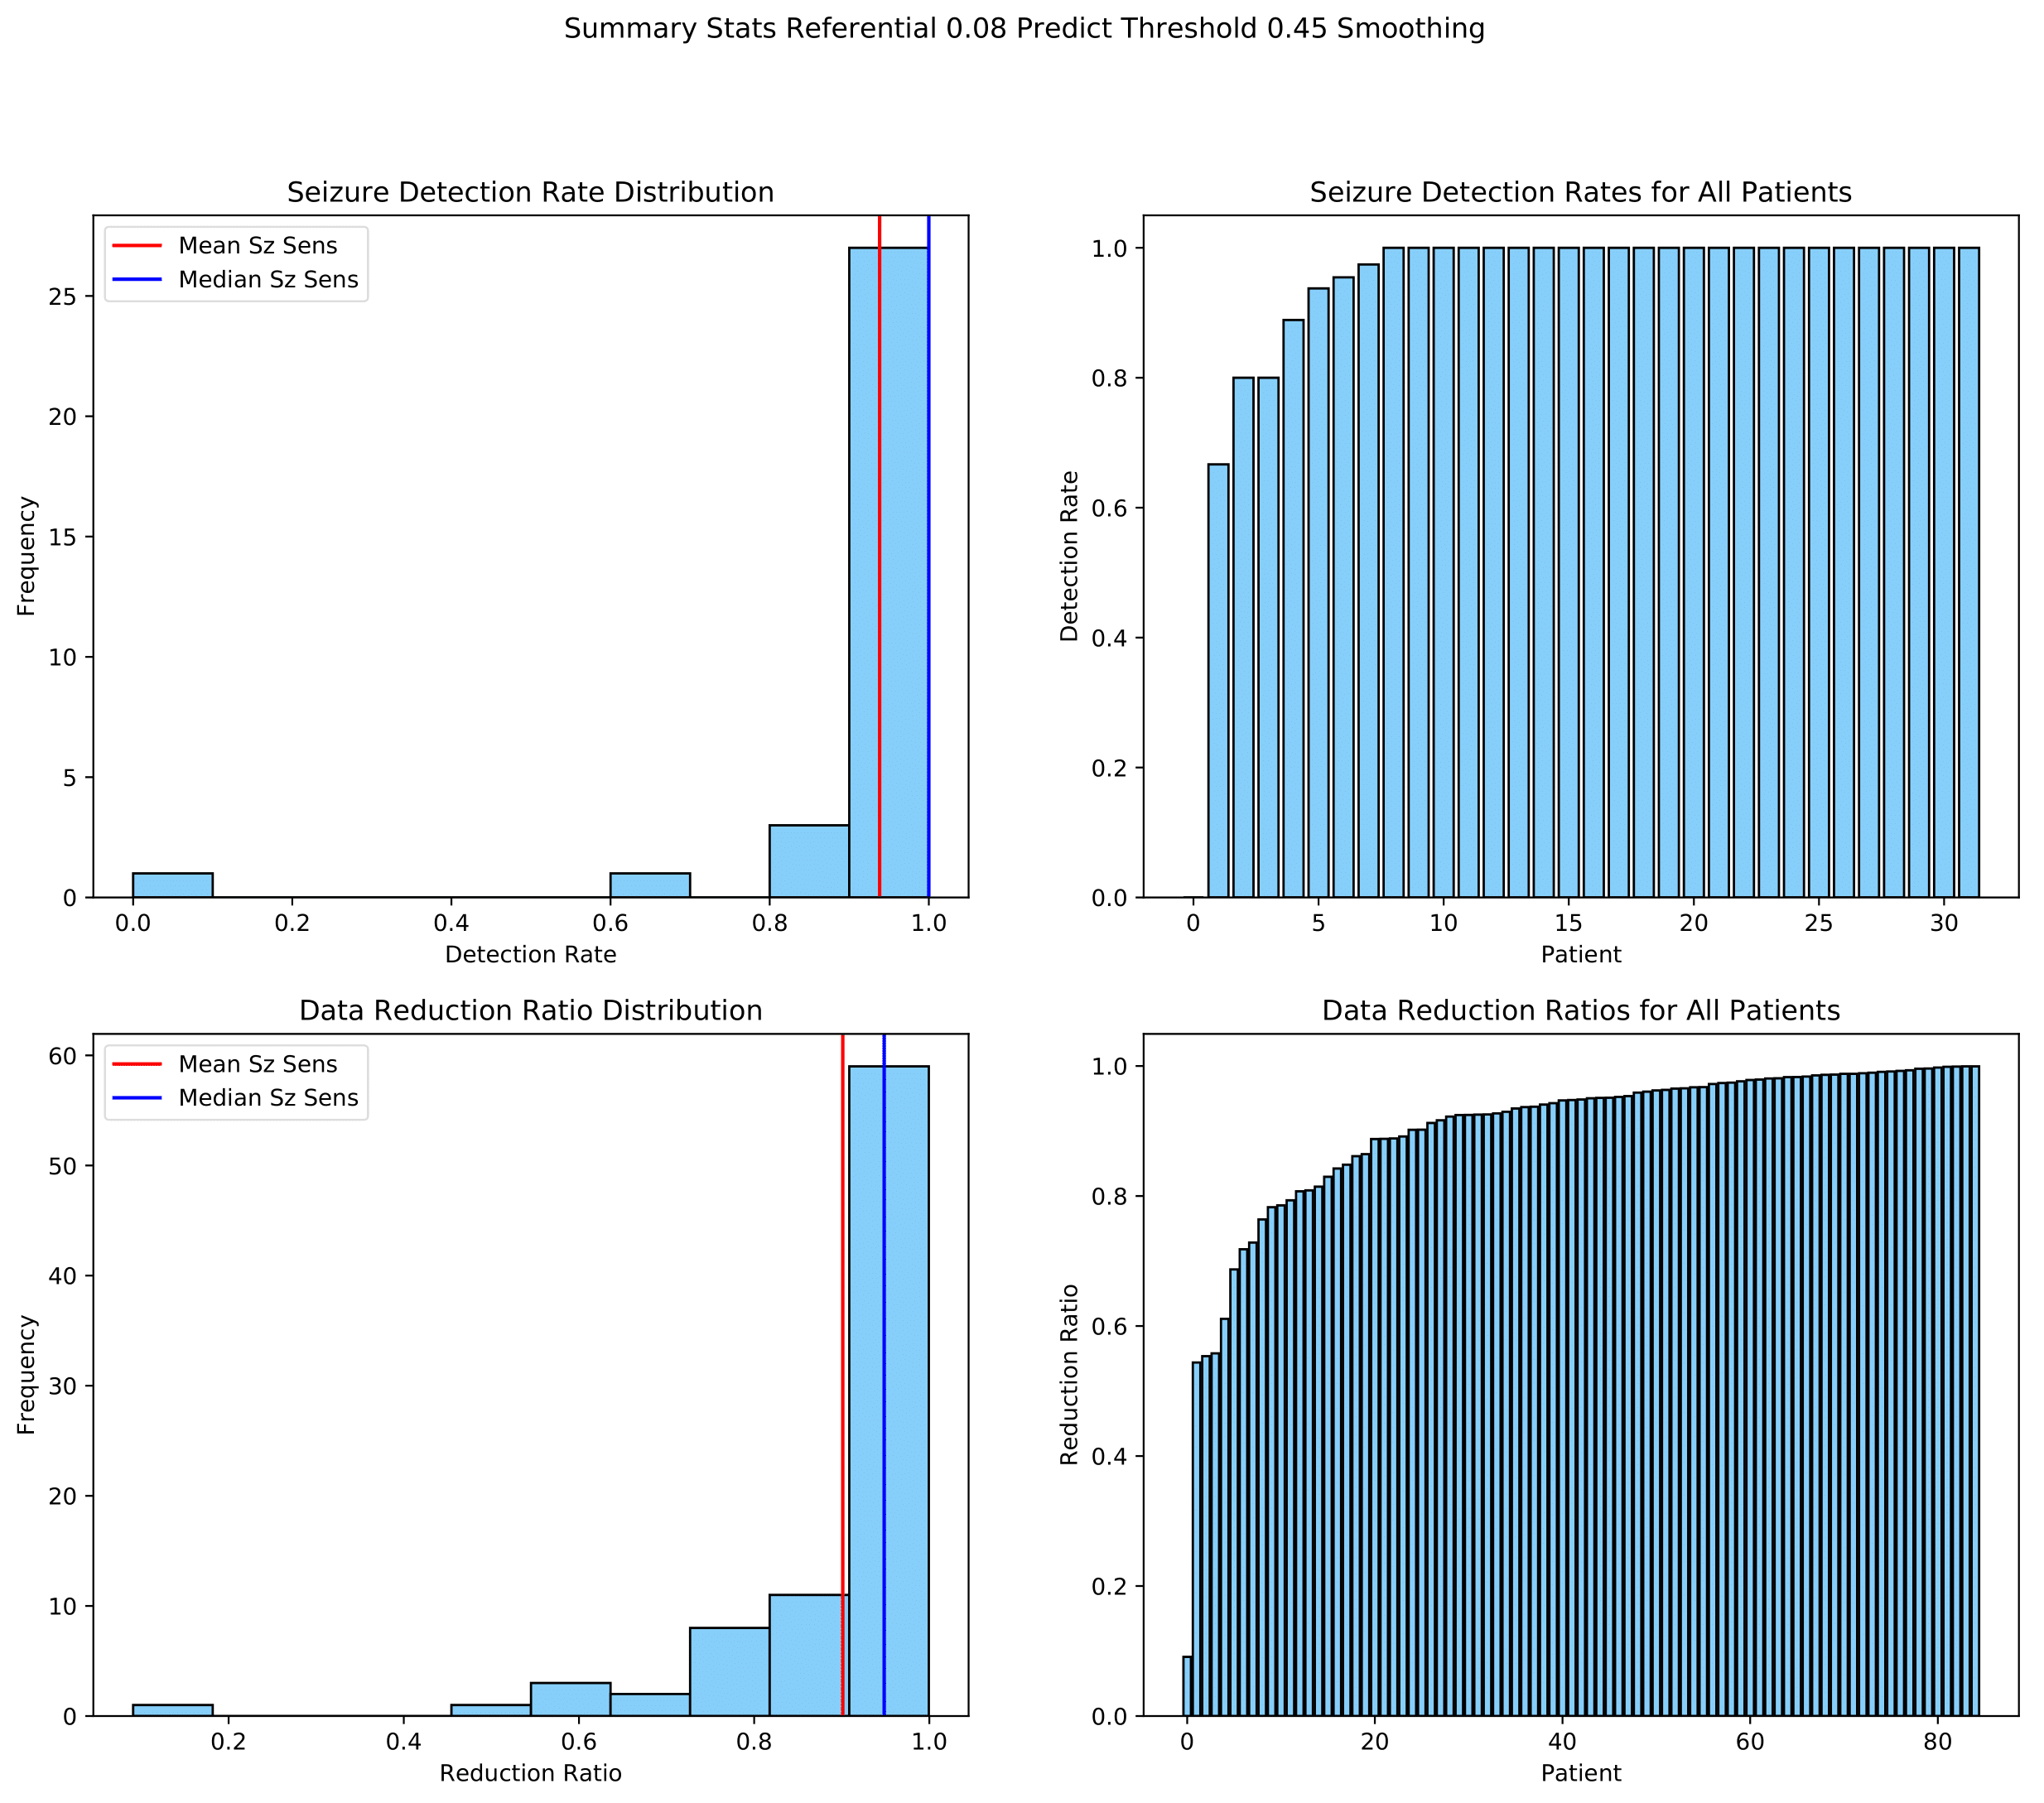 Summary Stats Referential 0.08 Predict Threshold 0.45 Smoothing
Seizure Detection Rate Distribution
Mean Sz Sens
Median Sz Sens
25
20
15
10
5
0
Frequency
0.0 0.2 0.4 0.6 0.8 1.0
Detection Rate
Seizure Detection Rates for All Patients
1.0
0.8
0.6
0.4
0.2
0.0
Detection Rate
0 5 10 15 20 25 30
Patient
Data Reduction Ratio Distribution
Mean Sz Sens
Median Sz Sens
60
50
40
30
20
10
0
Frequency
0.2 0.4 0.6 0.8 1.0
Reduction Ratio
Data Reduction Ratios for All Patients
1.0
0.8
0.6
0.4
0.2
0.0
Reduction Ratio
0 20 40 60 80
Patient